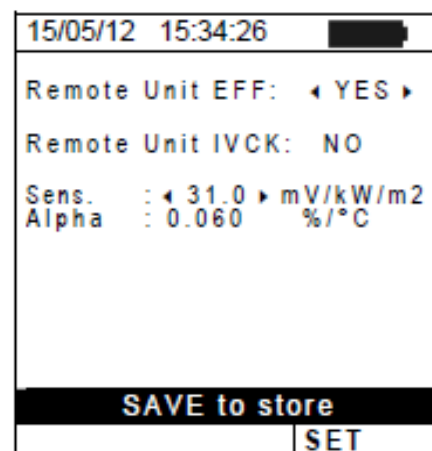 15/05/12 15:34:26
Remote Unit EFF: ◂ YES ▸
Remote Unit IVCK: NO
Sens. : ◂ 31.0 ▸ mV/kW/m2
Alpha : 0.060 %/°C
SAVE to store
SET